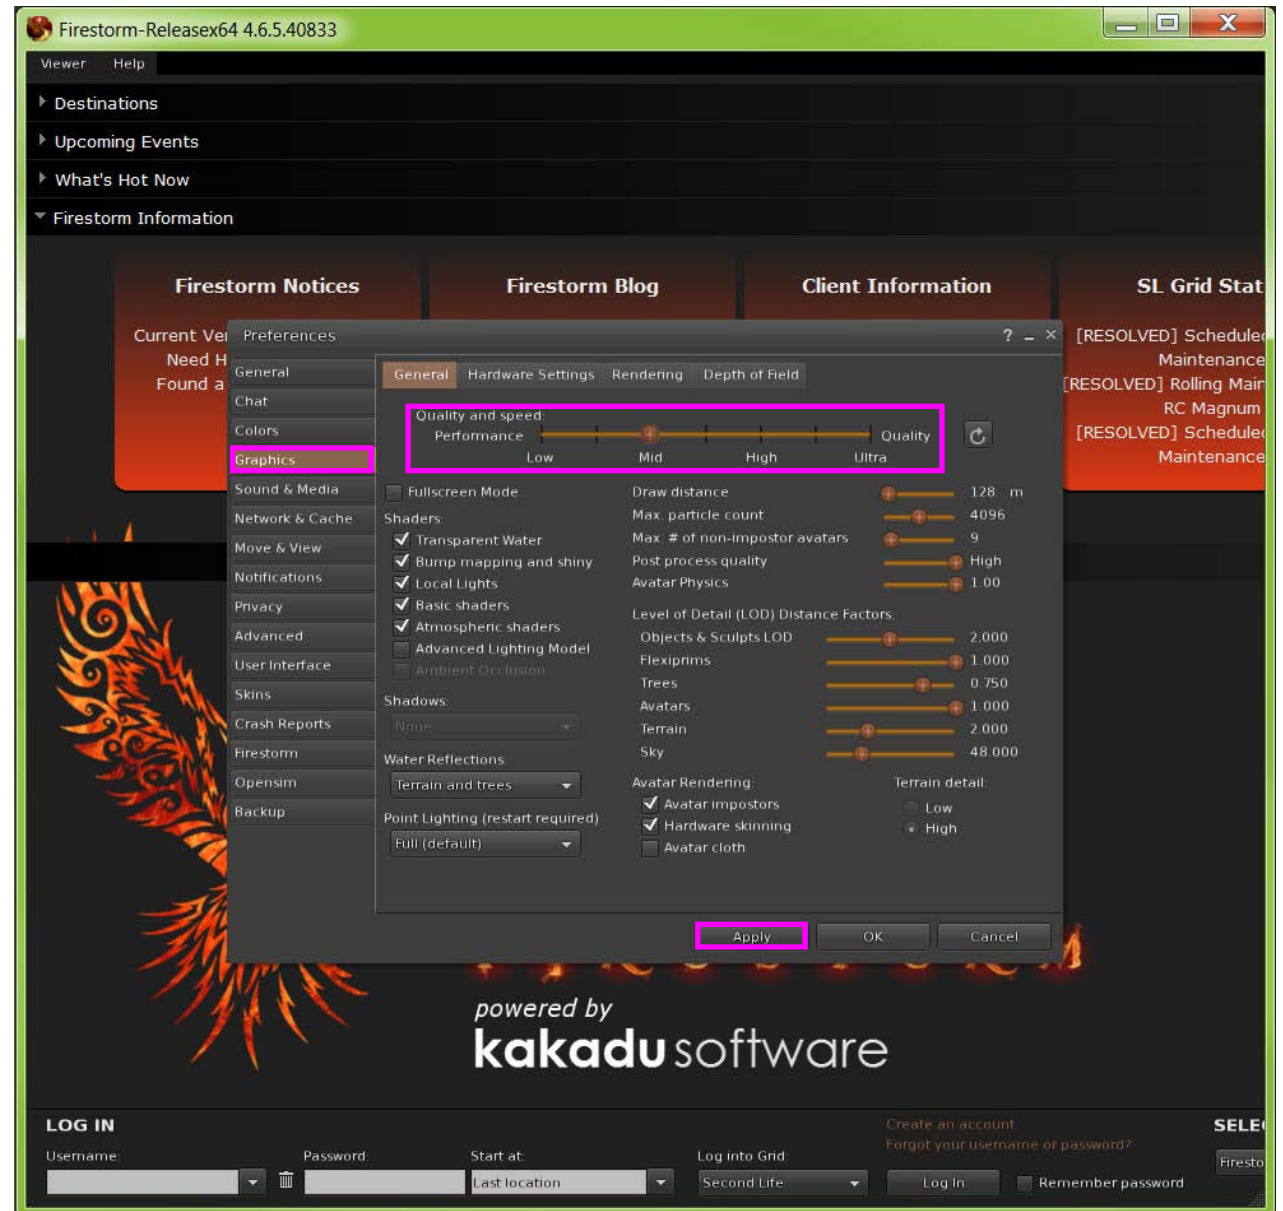 Firestorm-Releasex64 4.6.5.40833
Viewer Help
Destinations
Upcoming Events
What's Hot Now
Firestorm Information
Firestorm Notices Firestorm Blog Client Information SL Grid Stat
Current Ver
Need H
Found a
[RESOLVED] Scheduled
Maintenance
[RESOLVED] Rolling Main
RC Magnum
[RESOLVED] Scheduled
Maintenance
Preferences ? _ ×
General
Chat
Colors
Graphics
Sound & Media
Network & Cache
Move & View
Notifications
Privacy
Advanced
User Interface
Skins
Crash Reports
Firestorm
Opensim
Backup
General Hardware Settings Rendering Depth of Field
Quality and speed:
Performance Quality
Low Mid High Ultra
Fullscreen Mode
Shaders:
Transparent Water
Bump mapping and shiny
Local Lights
Basic shaders
Atmospheric shaders
Advanced Lighting Model
Ambient Occlusion
Shadows:
None
Water Reflections:
Terrain and trees
Point Lighting (restart required)
Full (default)
Draw distance 128 m
Max. particle count 4096
Max. # of non-impostor avatars 9
Post process quality High
Avatar Physics 1.00
Level of Detail (LOD) Distance Factors:
Objects & Sculpts LOD 2.000
Flexiprims 1.000
Trees 0.750
Avatars 1.000
Terrain 2.000
Sky 48.000
Avatar Rendering:
Avatar impostors
Hardware skinning
Avatar cloth
Terrain detail:
Low
High
Apply OK Cancel
powered by
kakadu software
LOG IN
Username:
Password:
Start at:
Last location
Log into Grid:
Second Life
Create an account
Forgot your username or password?
Log In
Remember password
SELE
Firesto